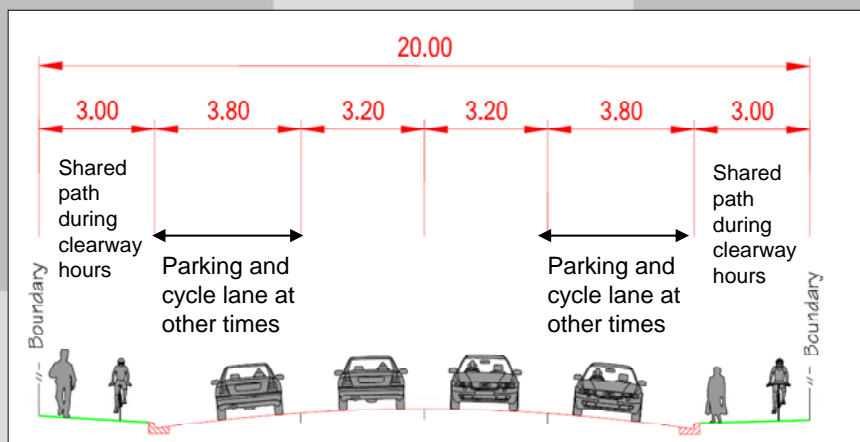 20.00
3.00 3.80 3.20 3.20 3.80 3.00
Shared
path
during
clearway
hours
Shared
path
during
clearway
hours
Parking and
cycle lane at
other times
Parking and
cycle lane at
other times
Boundary
Boundary